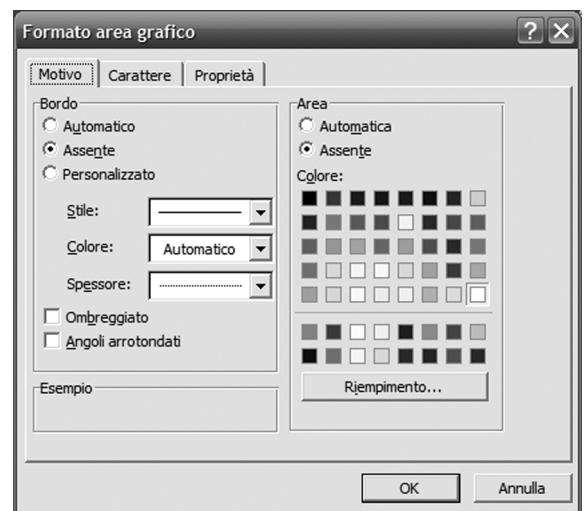 Formato area grafico
Motivo Carattere Proprietà
Bordo
Automatico
Assente
Personalizzato
Stile:
Colore: Automatico
Spessore:
Ombreggiato
Angoli arrotondati
Esempio
Area
Automatica
Assente
Colore:
Riempimento...
OK Annulla